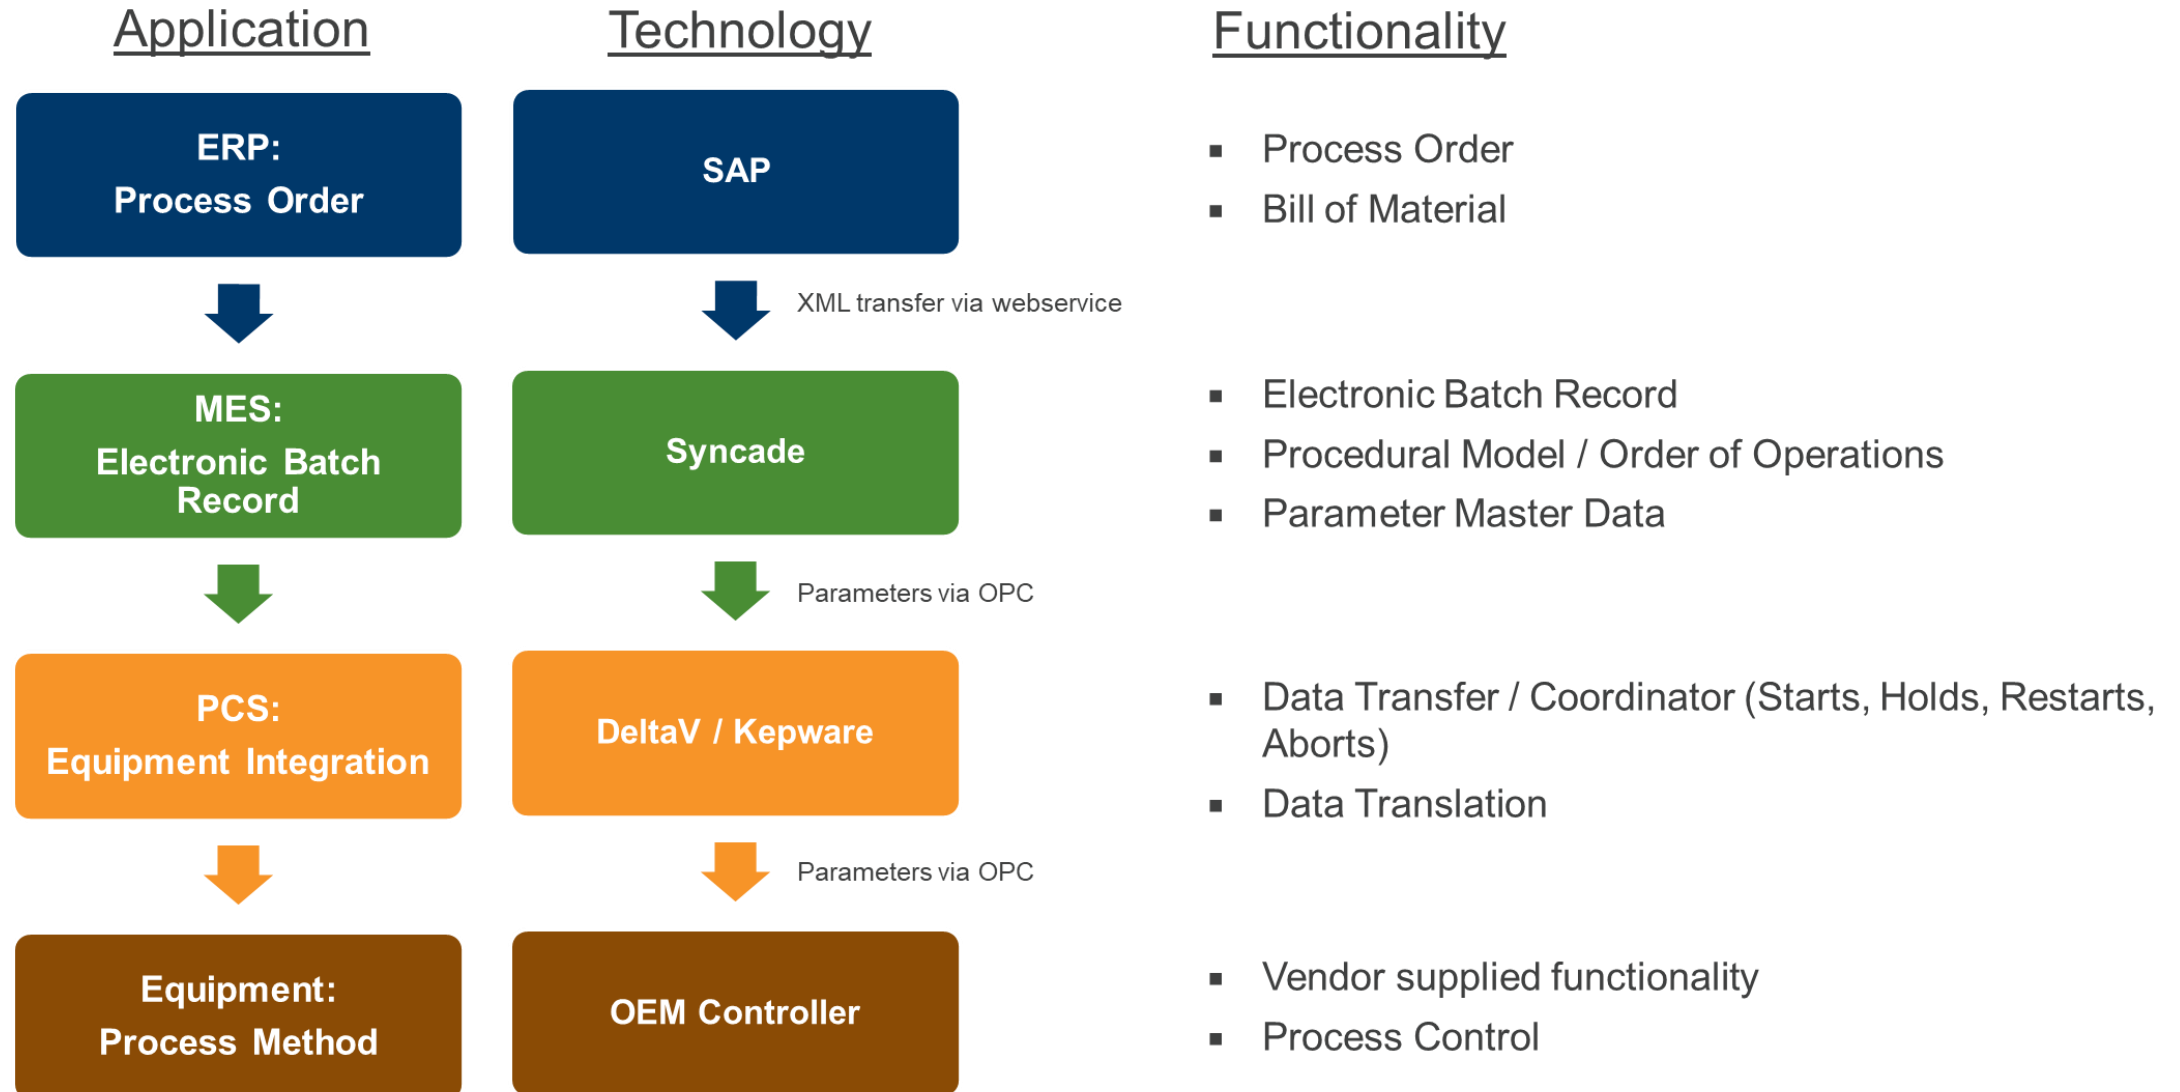 Application
Technology
Functionality
ERP:
Process Order
SAP
▪ Process Order
▪ Bill of Material
XML transfer via webservice
MES:
Electronic Batch
Record
Syncade
▪ Electronic Batch Record
▪ Procedural Model / Order of Operations
▪ Parameter Master Data
Parameters via OPC
PCS:
Equipment Integration
DeltaV / Kepware
▪ Data Transfer / Coordinator (Starts, Holds, Restarts,
Aborts)
▪ Data Translation
Parameters via OPC
Equipment:
Process Method
OEM Controller
▪ Vendor supplied functionality
▪ Process Control